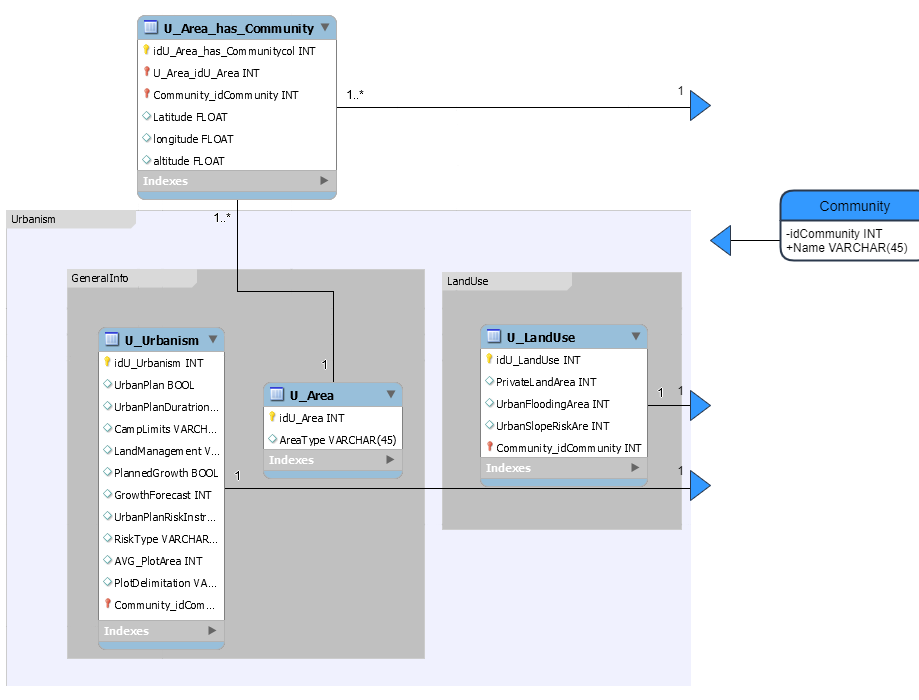 U_Area_has_Community
idU_Area_has_Communitycol INT
U_Area_idU_Area INT
Community_idCommunity INT
Latitude FLOAT
longitude FLOAT
altitude FLOAT
Indexes
1..*
1
1..*
Urbanism
Community
-idCommunity INT
+Name VARCHAR(45)
GeneralInfo
LandUse
U_Urbanism
idU_Urbanism INT
UrbanPlan BOOL
UrbanPlanDuratrion...
CampLimits VARCH...
LandManagement V...
PlannedGrowth BOOL
GrowthForecast INT
UrbanPlanRiskInstr...
RiskType VARCHAR...
AVG_PlotArea INT
PlotDelimitation VA...
Community_idCom...
Indexes
1
1
U_Area
idU_Area INT
AreaType VARCHAR(45)
Indexes
U_LandUse
idU_LandUse INT
PrivateLandArea INT
UrbanFloodingArea INT
UrbanSlopeRiskAre INT
Community_idCommunity INT
Indexes
1
1
1